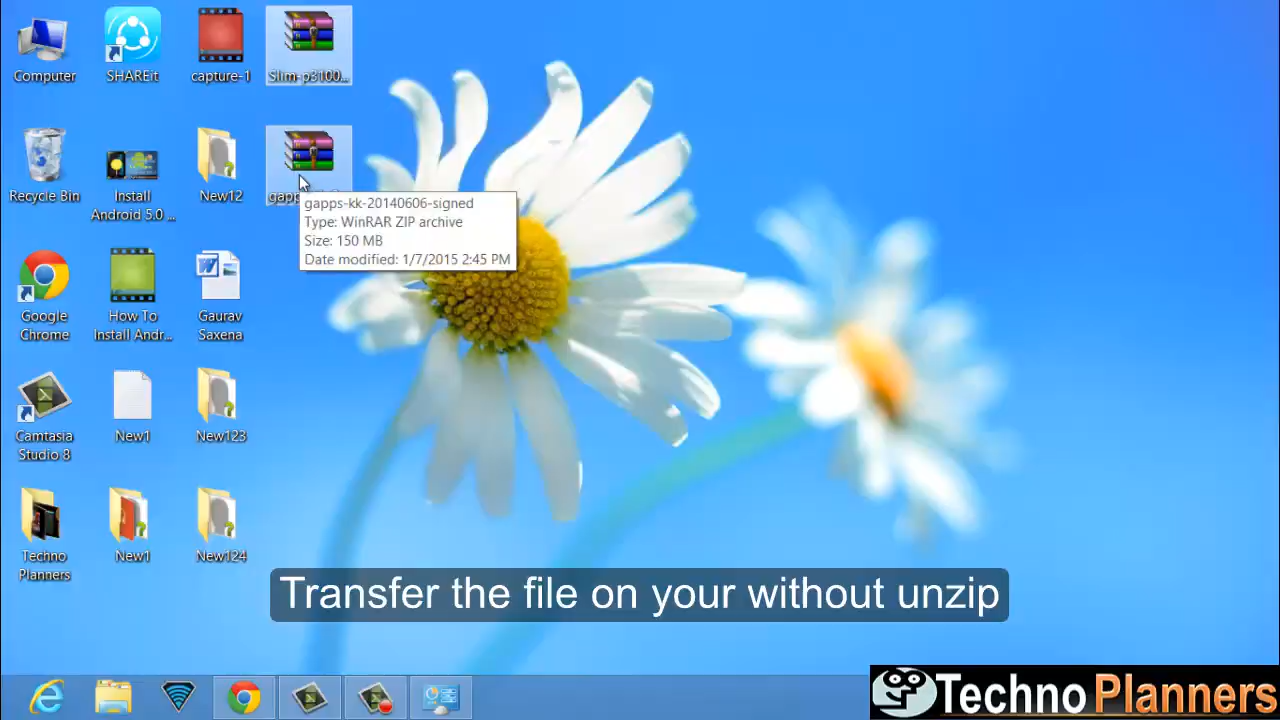 Computer
SHAREit
capture-1
Slim-p3100...
Recycle Bin
Install
Android 5.0 ...
New12
gapps-kk-20140606-signed
Type: WinRAR ZIP archive
Size: 150 MB
Date modified: 1/7/2015 2:45 PM
Google
Chrome
How To
Install Andr...
Gaurav
Saxena
Camtasia
Studio 8
New1
New123
Techno
Planners
New1
New124
Transfer the file on your without unzip
Techno Planners